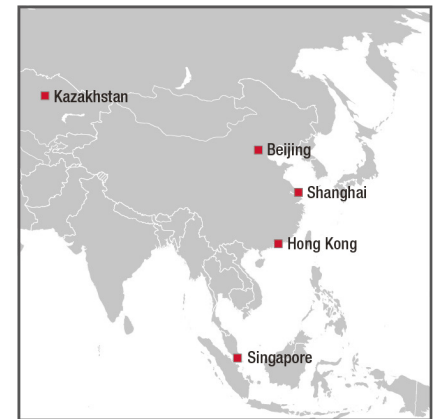 Kazakhstan
Beijing
Shanghai
Hong Kong
Singapore